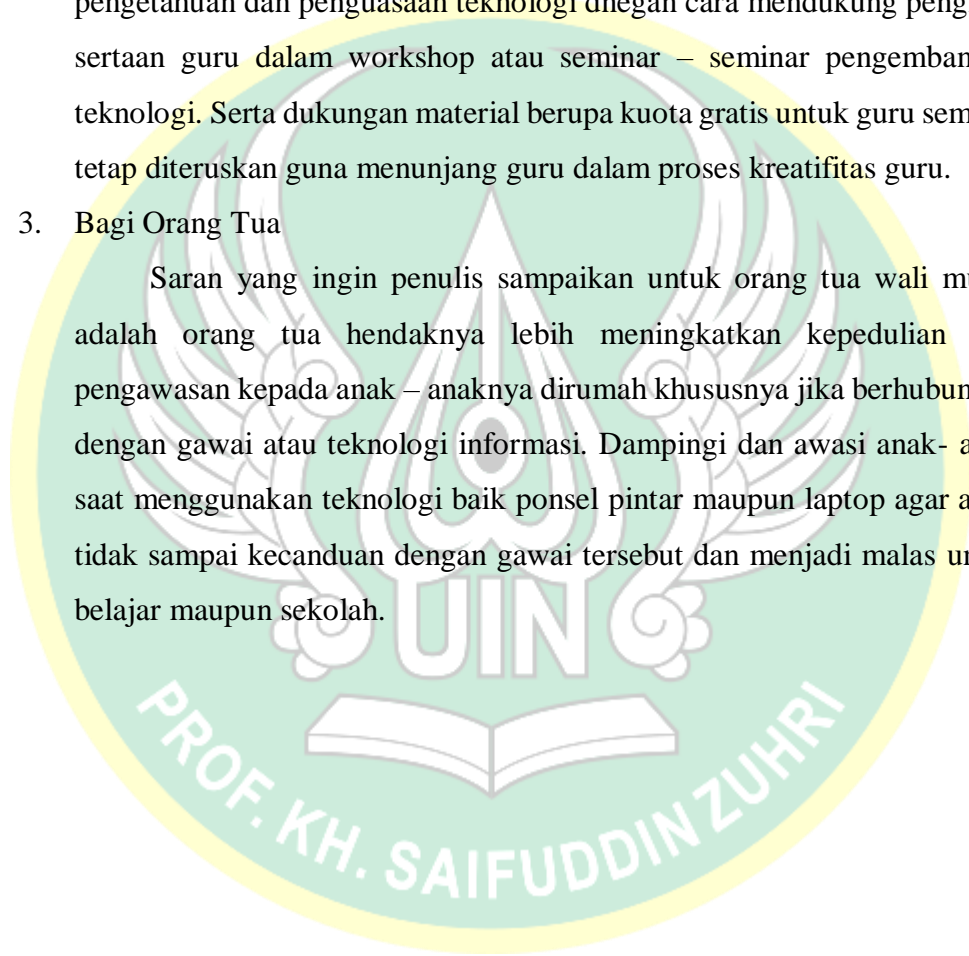 pengetahuan dan penguasaan teknologi dnegan cara mendukung peng
sertaan guru dalam workshop atau seminar – seminar pengemban
teknologi. Serta dukungan material berupa kuota gratis untuk guru sem
tetap diteruskan guna menunjang guru dalam proses kreatifitas guru.
3. Bagi Orang Tua
Saran yang ingin penulis sampaikan untuk orang tua wali mu
adalah orang tua hendaknya lebih meningkatkan kepedulian
pengawasan kepada anak – anaknya dirumah khususnya jika berhubun
dengan gawai atau teknologi informasi. Dampingi dan awasi anak- a
saat menggunakan teknologi baik ponsel pintar maupun laptop agar a
tidak sampai kecanduan dengan gawai tersebut dan menjadi malas un
belajar maupun sekolah.
UIN
PROF. KH. SAIFUDDIN ZUHRI